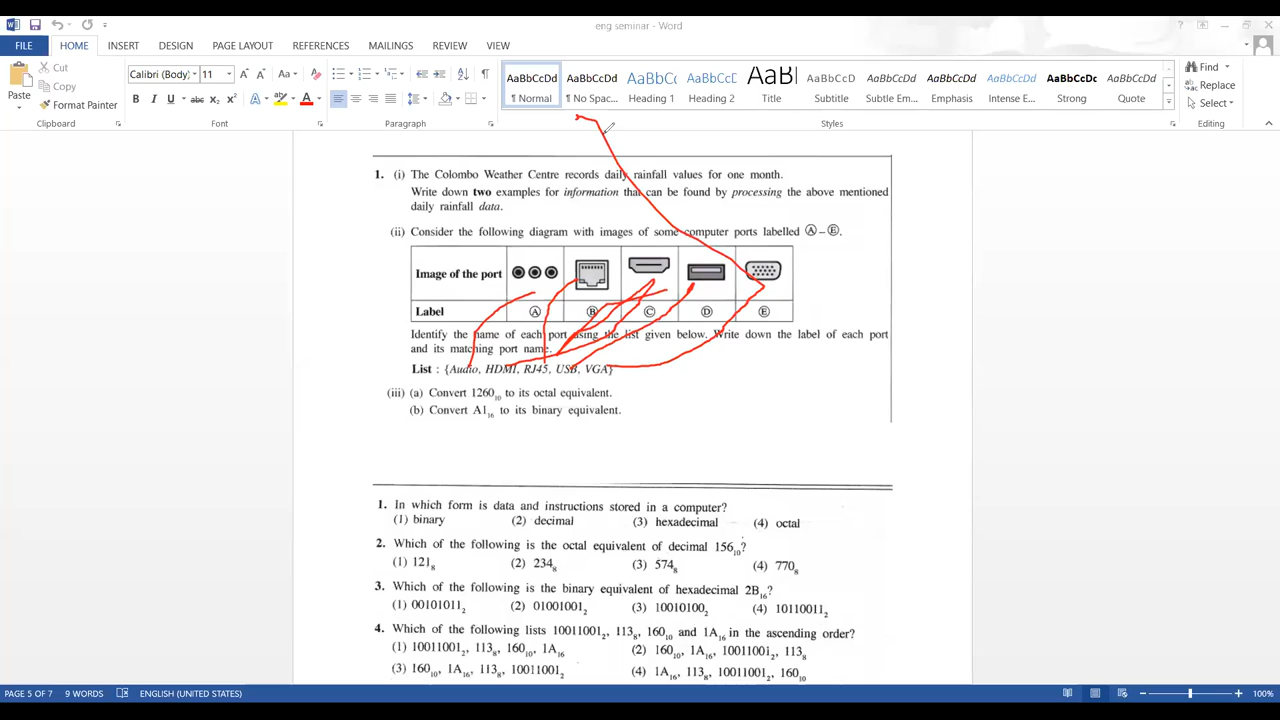 eng seminar - Word
FILE HOME INSERT DESIGN PAGE LAYOUT REFERENCES MAILINGS REVIEW VIEW
Paste Cut Copy Format Painter
Calibri (Body) 11
AaBbCcDd AaBbCcDd AaBbCc AaBbCcD AaBl AaBbCcD AaBbCcDd AaBbCcDd AaBbCcDd AaBbCcDc AaBbCcDd
¶ Normal ¶ No Spac... Heading 1 Heading 2 Title Subtitle Subtle Em... Emphasis Intense E... Strong Quote
Find Replace Select
Clipboard Font Paragraph Styles Editing
1. (i) The Colombo Weather Centre records daily rainfall values for one month.
Write down two examples for information that can be found by processing the above mentioned
daily rainfall data.
(ii) Consider the following diagram with images of some computer ports labelled Ⓐ – Ⓔ.
Image of the port
Label Ⓐ Ⓑ Ⓒ Ⓓ Ⓔ
Identify the name of each port using the list given below. Write down the label of each port
and its matching port name.
List : {Audio, HDMI, RJ45, USB, VGA}
(iii) (a) Convert 1260₁₀ to its octal equivalent.
(b) Convert A1₁₆ to its binary equivalent.
1. In which form is data and instructions stored in a computer?
(1) binary (2) decimal (3) hexadecimal (4) octal
2. Which of the following is the octal equivalent of decimal 156₁₀?
(1) 121₈ (2) 234₈ (3) 574₈ (4) 770₈
3. Which of the following is the binary equivalent of hexadecimal 2B₁₆?
(1) 00101011₂ (2) 01001001₂ (3) 10010100₂ (4) 10110011₂
4. Which of the following lists 10011001₂, 113₈, 160₁₀ and 1A₁₆ in the ascending order?
(1) 10011001₂, 113₈, 160₁₀, 1A₁₆ (2) 160₁₀, 1A₁₆, 10011001₂, 113₈
(3) 160₁₀, 1A₁₆, 113₈, 10011001₂ (4) 1A₁₆, 113₈, 10011001₂, 160₁₀
PAGE 5 OF 7 9 WORDS ENGLISH (UNITED STATES) 100%